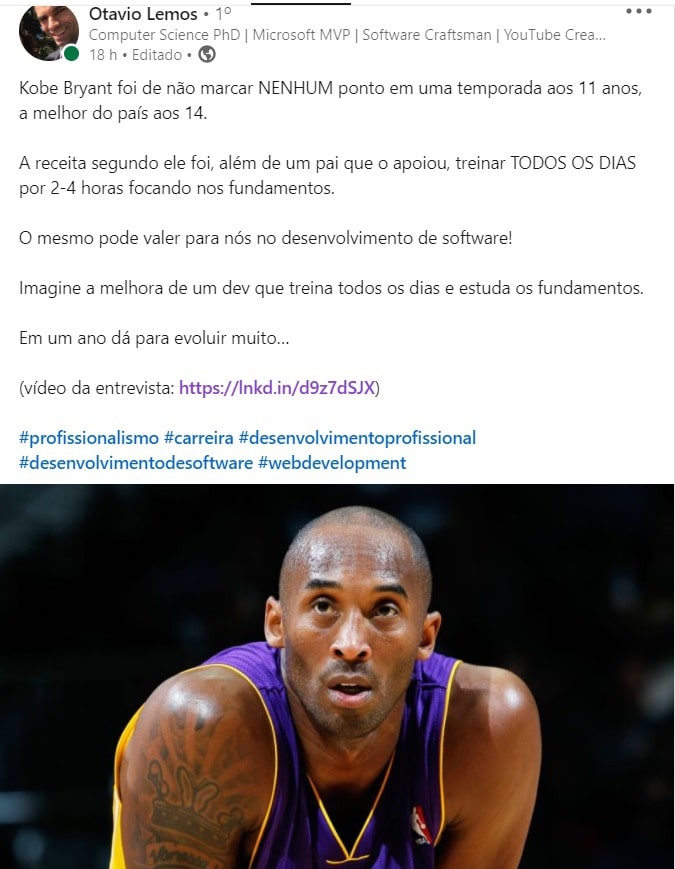 Otavio Lemos • 1º
Computer Science PhD | Microsoft MVP | Software Craftsman | YouTube Crea...
18 h • Editado •
Kobe Bryant foi de não marcar NENHUM ponto em uma temporada aos 11 anos,
a melhor do país aos 14.
A receita segundo ele foi, além de um pai que o apoiou, treinar TODOS OS DIAS
por 2-4 horas focando nos fundamentos.
O mesmo pode valer para nós no desenvolvimento de software!
Imagine a melhora de um dev que treina todos os dias e estuda os fundamentos.
Em um ano dá para evoluir muito...
(vídeo da entrevista: https://lnkd.in/d9z7dSJX)
#profissionalismo #carreira #desenvolvimentoprofissional
#desenvolvimentodesoftware #webdevelopment